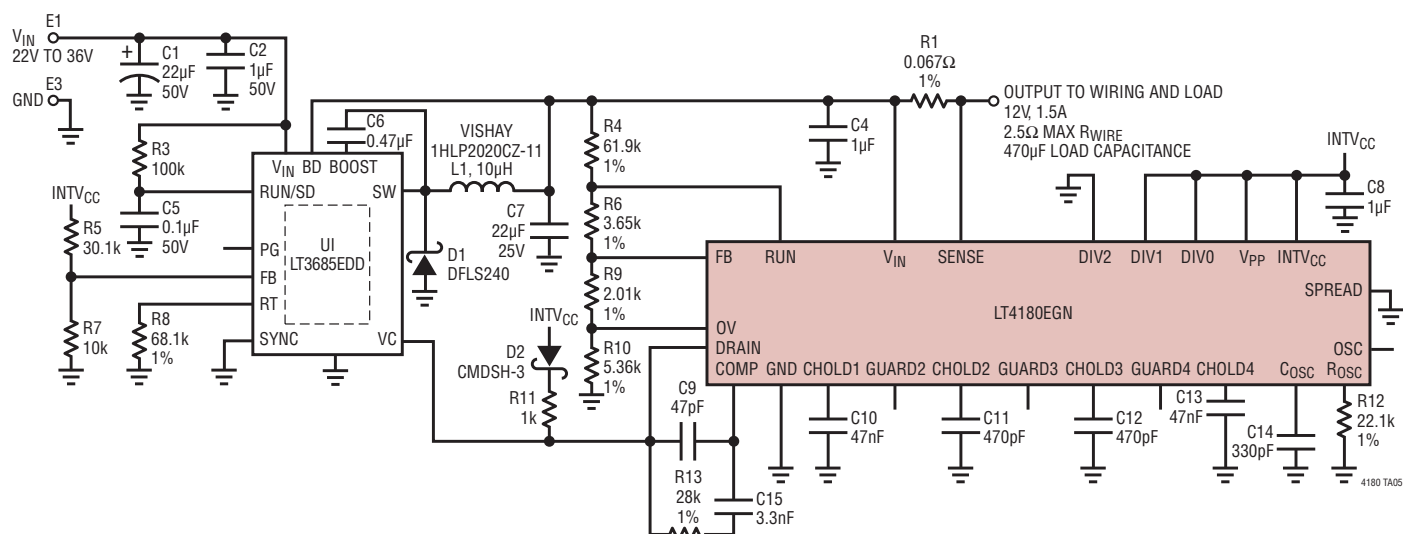 E1
V_IN
22V TO 36V
E3
GND
+
C1
22µF
50V
C2
1µF
50V
R3
100k
C5
0.1µF
50V
INTV_CC
R5
30.1k
R7
10k
R8
68.1k
1%
V_IN BD BOOST
RUN/SD
SW
PG
FB
RT
SYNC
VC
UI
LT3685EDD
C6
0.47µF
VISHAY
1HLP2020CZ-11
L1, 10µH
D1
DFLS240
C7
22µF
25V
INTV_CC
D2
CMDSH-3
R11
1k
R4
61.9k
1%
R6
3.65k
1%
R9
2.01k
1%
R10
5.36k
1%
C9
47pF
R13
28k
1%
C15
3.3nF
C4
1µF
R1
0.067Ω
1%
OUTPUT TO WIRING AND LOAD
12V, 1.5A
2.5Ω MAX R_WIRE
470µF LOAD CAPACITANCE
INTV_CC
C8
1µF
FB RUN V_IN SENSE DIV2 DIV1 DIV0 V_PP INTV_CC
SPREAD
LT4180EGN
OV
DRAIN
OSC
COMP GND CHOLD1 GUARD2 CHOLD2 GUARD3 CHOLD3 GUARD4 CHOLD4 C_OSC R_OSC
C10
47nF
C11
470pF
C12
470pF
C13
47nF
C14
330pF
R12
22.1k
1%
4180 TA05